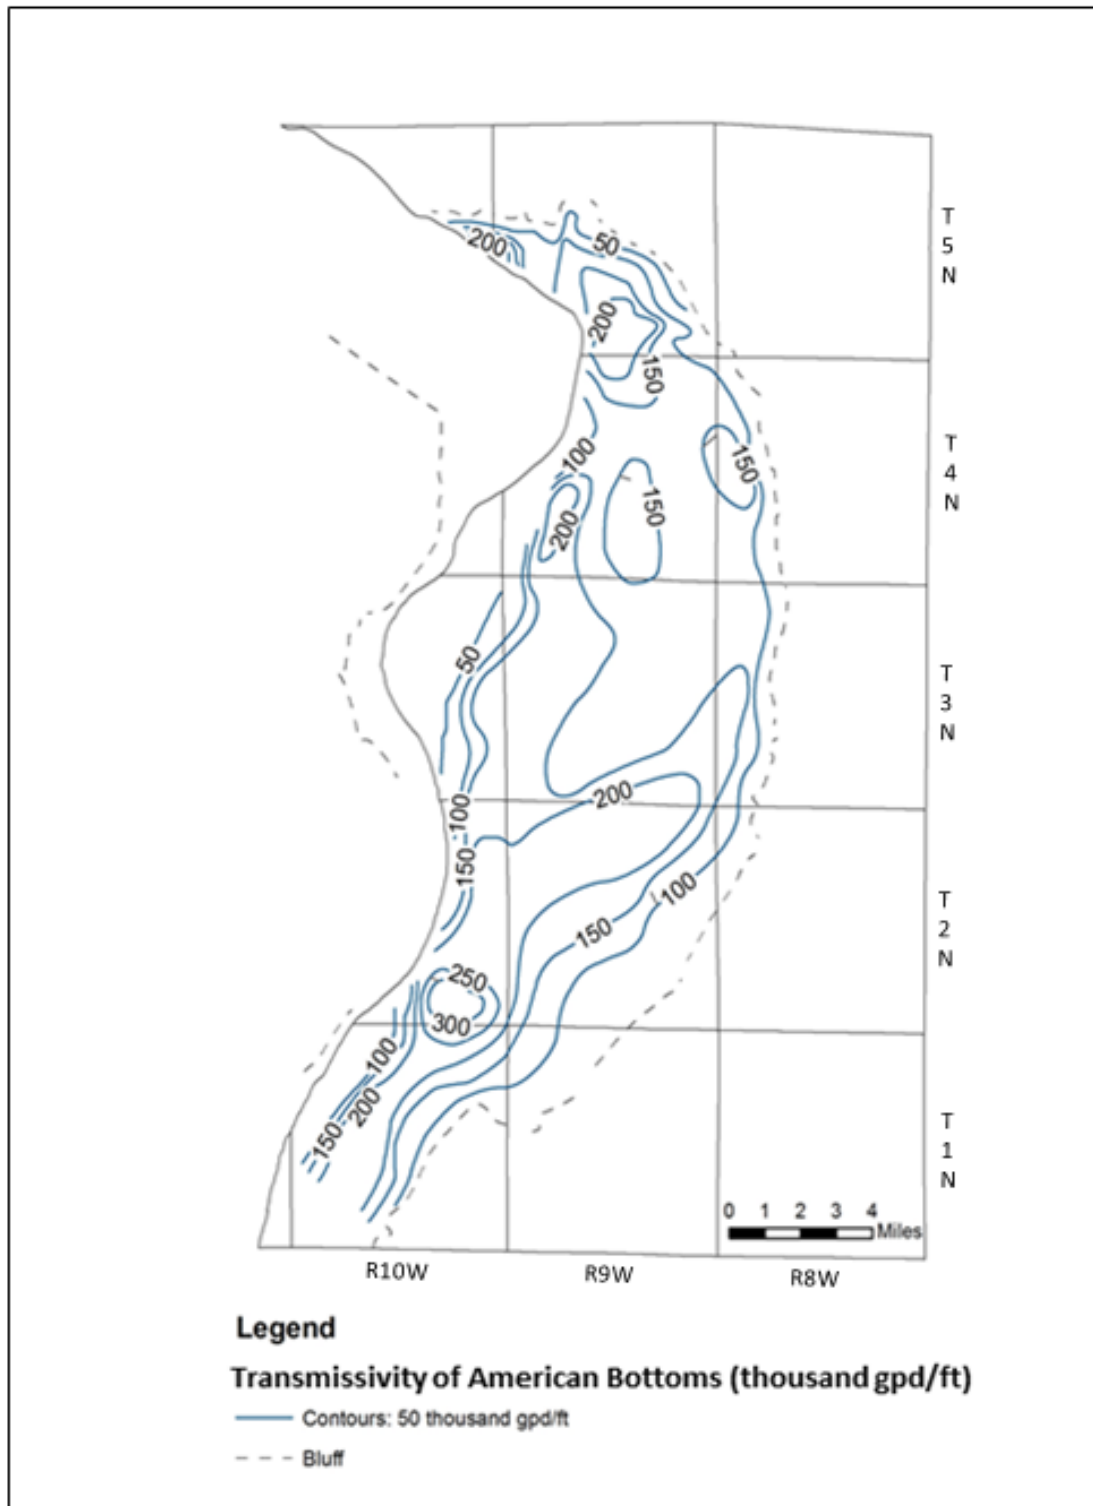 T
5
N
50
200
200
150
T
4
N
100
150
150
200
T
3
N
50
200
100
150
T
2
N
100
150
250
300
100
200
150
T
1
N
0 1 2 3 4
Miles
R10W R9W R8W
Legend
Transmissivity of American Bottoms (thousand gpd/ft)
Contours: 50 thousand gpd/ft
Bluff